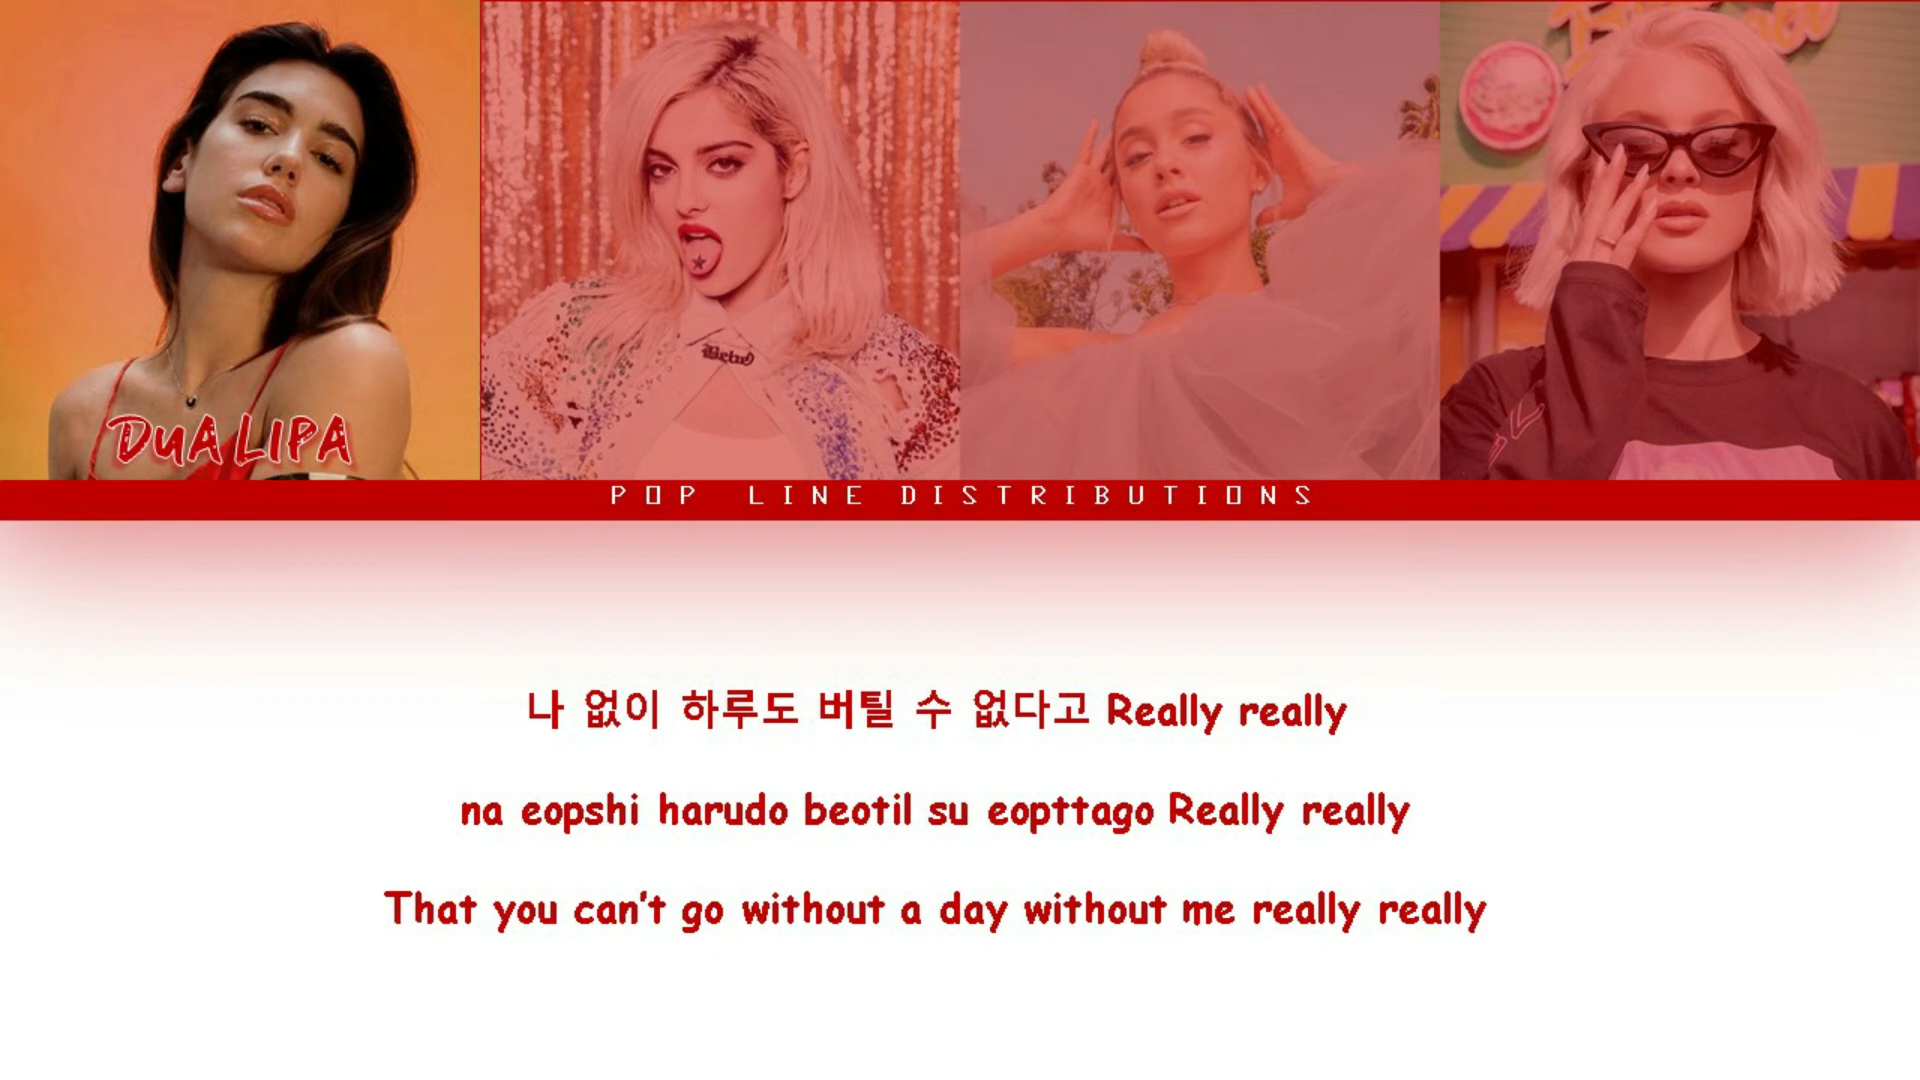 Bebe
DUA LIPA
POP LINE DISTRIBUTIONS
나 없이 하루도 버틸 수 없다고 Really really
na eopshi harudo beotil su eopttago Really really
That you can't go without a day without me really really